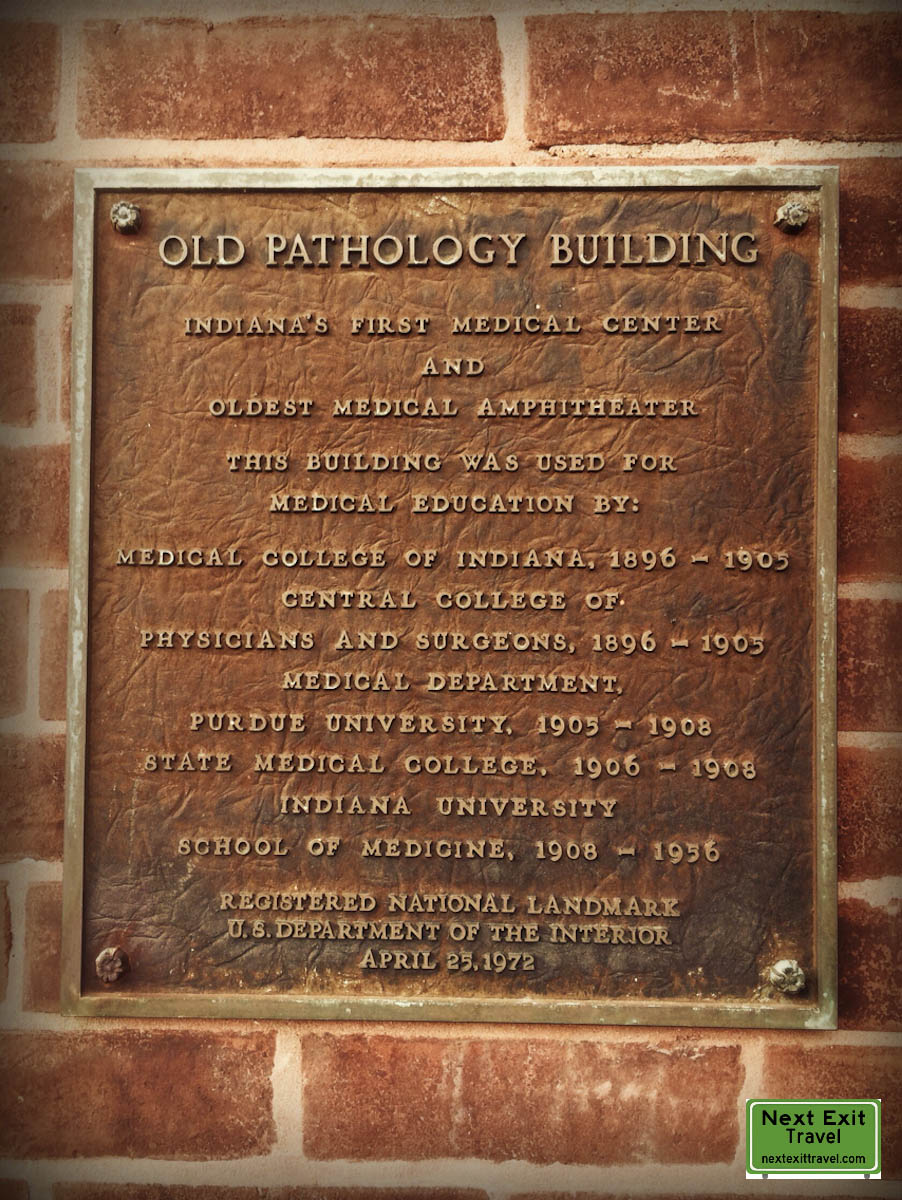 OLD PATHOLOGY BUILDING
INDIANA'S FIRST MEDICAL CENTER
AND
OLDEST MEDICAL AMPHITHEATER
THIS BUILDING WAS USED FOR
MEDICAL EDUCATION BY:
MEDICAL COLLEGE OF INDIANA, 1896 - 1905
CENTRAL COLLEGE OF
PHYSICIANS AND SURGEONS, 1896 - 1905
MEDICAL DEPARTMENT,
PURDUE UNIVERSITY, 1905 - 1908
STATE MEDICAL COLLEGE, 1906 - 1908
INDIANA UNIVERSITY
SCHOOL OF MEDICINE, 1908 - 1956
REGISTERED NATIONAL LANDMARK
U.S. DEPARTMENT OF THE INTERIOR
APRIL 25, 1972
Next Exit
Travel
nextexittravel.com